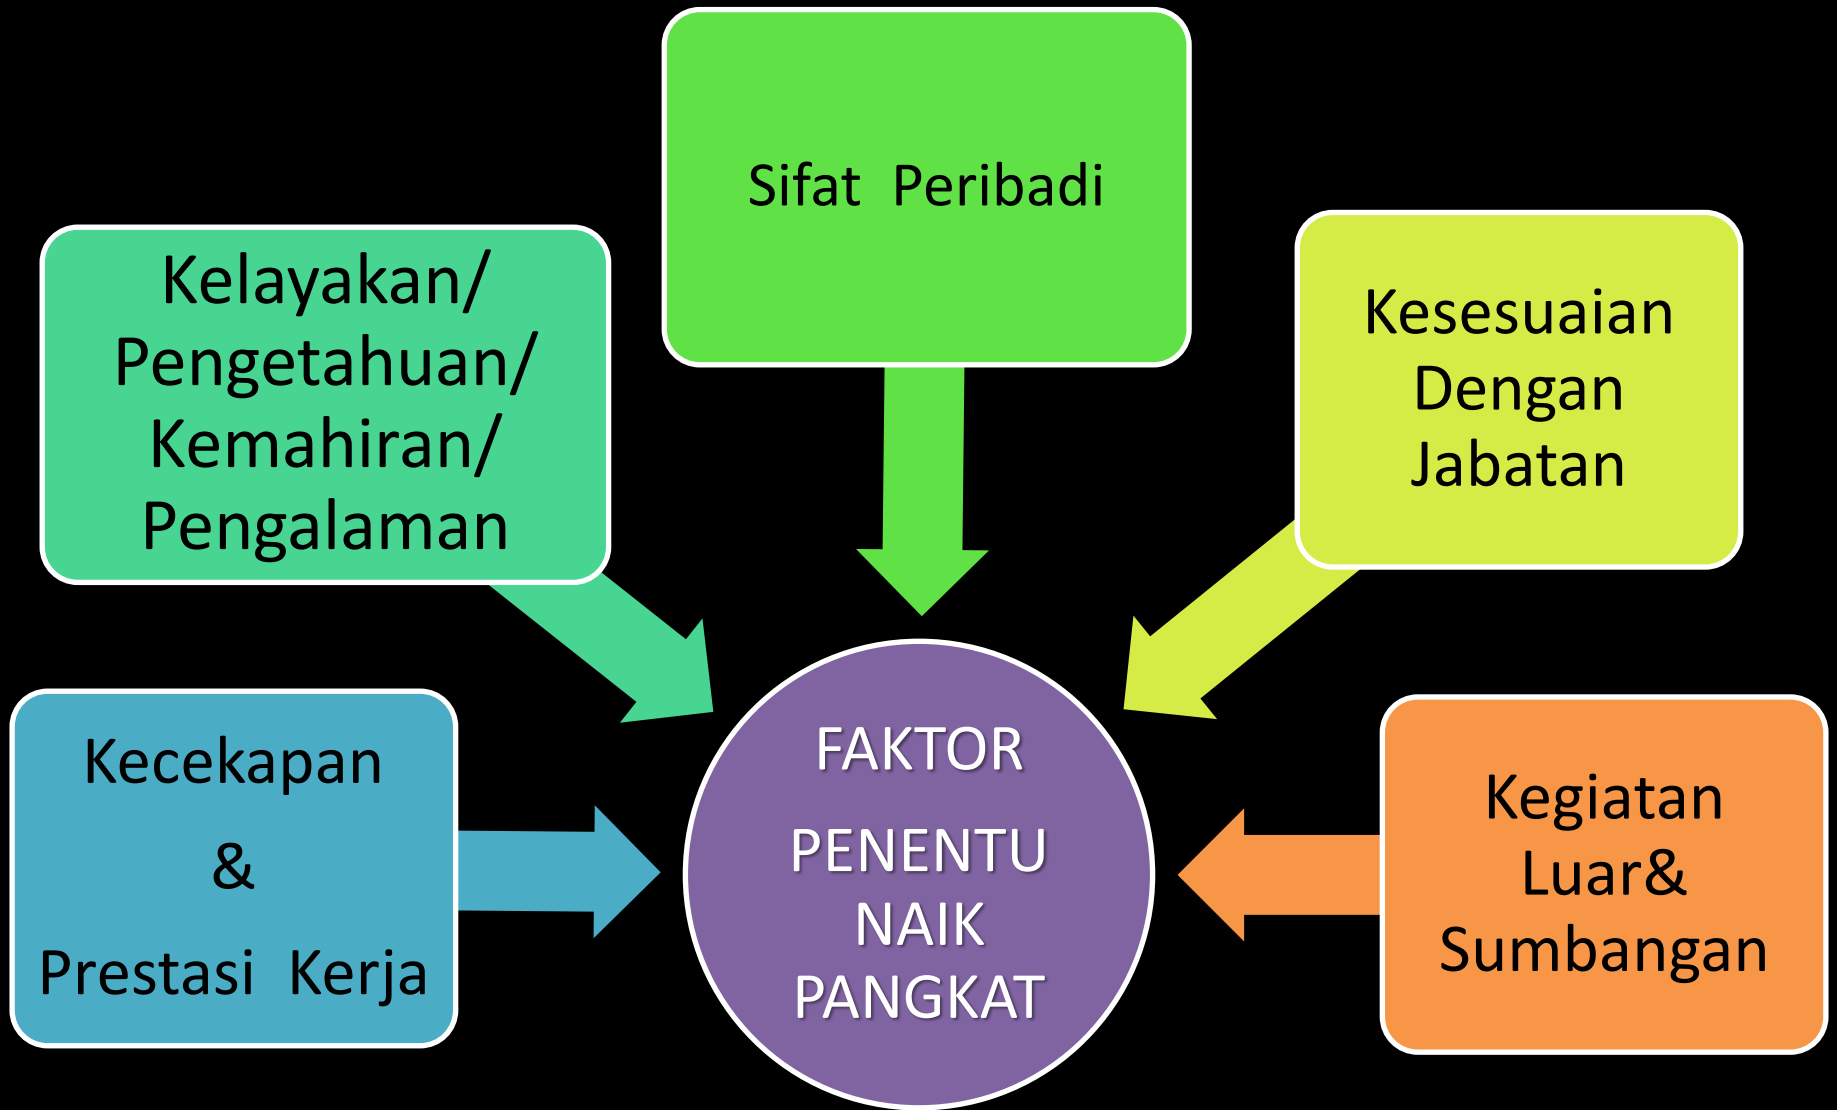 Sifat Peribadi
Kelayakan/
Pengetahuan/
Kemahiran/
Pengalaman
Kesesuaian
Dengan
Jabatan
Kecekapan
&
Prestasi Kerja
FAKTOR
PENENTU
NAIK
PANGKAT
Kegiatan
Luar&
Sumbangan